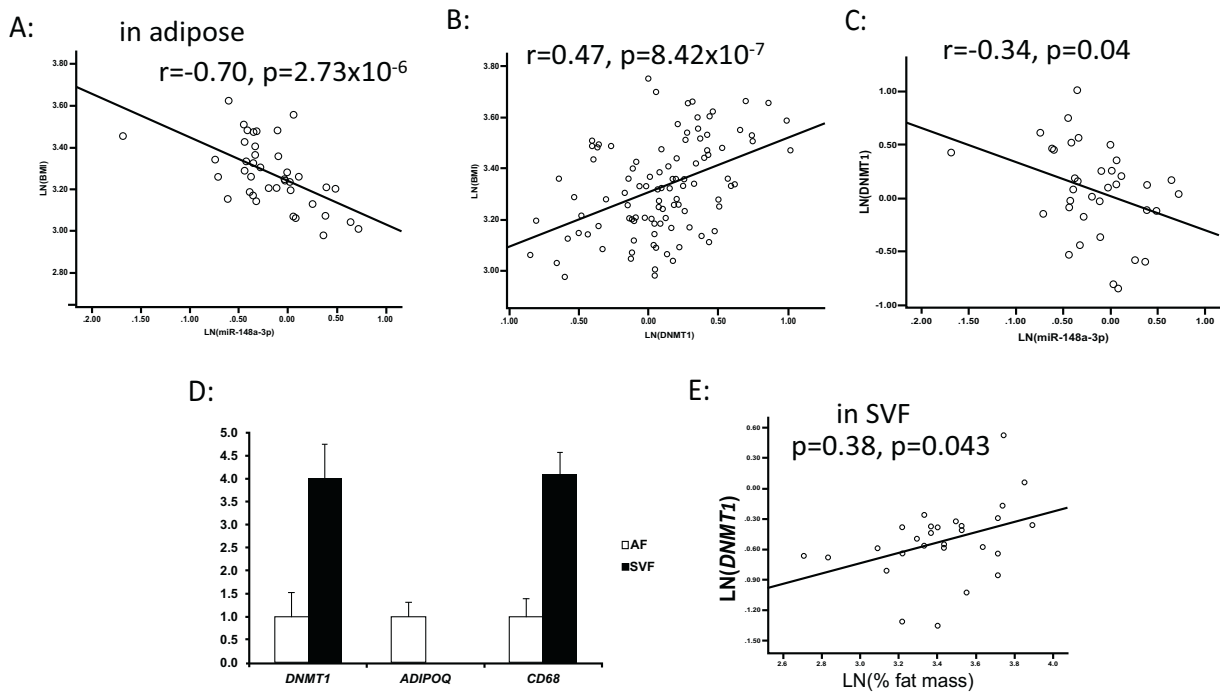 A:
in adipose
r=-0.70, p=2.73x10-6
LN(BMI)
3.80
3.60
3.40
3.20
3.00
2.80
.2.00
.1.00
.0.50
0.00
0.50
1.00
LN(miR-148a-3p)
B:
r=0.47, p=8.42x10-7
LN(BMI)
3.80
3.60
3.40
3.20
3.00
.1.00
.0.50
0.00
0.50
1.00
LN(DNMT1)
C:
r=-0.34, p=0.04
LN(DNMT1)
1.00
0.50
0.00
-0.50
-1.00
.2.00
.1.50
.1.00
.0.50
0.00
0.50
1.00
LN(miR-148a-3p)
D:
5.0
4.5
4.0
3.5
3.0
2.5
2.0
1.5
1.0
0.5
0.0
DNMT1 ADIPOQ CD68
AF
SVF
E:
in SVF
p=0.38, p=0.043
LN(DNMT1)
0.60
.0.30
0.00
.0.30
.0.60
.0.90
.1.20
.1.50
2.6 2.8 3.0 3.2 3.4 3.6 3.8 4.0
LN(% fat mass)